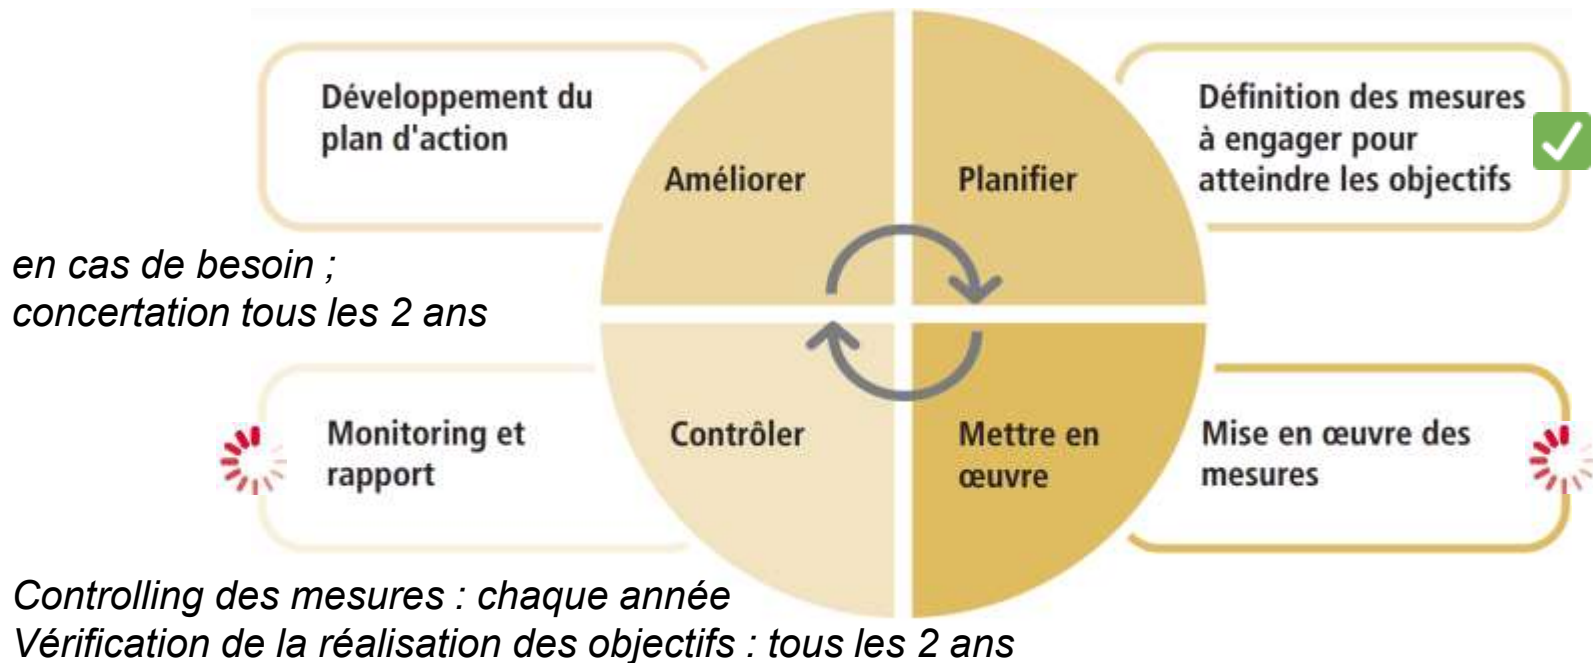 Développement du
plan d'action
Améliorer
Planifier
Définition des mesures
à engager pour
atteindre les objectifs
en cas de besoin ;
concertation tous les 2 ans
Monitoring et
rapport
Contrôler
Mettre en
œuvre
Mise en œuvre des
mesures
Controlling des mesures : chaque année
Vérification de la réalisation des objectifs : tous les 2 ans